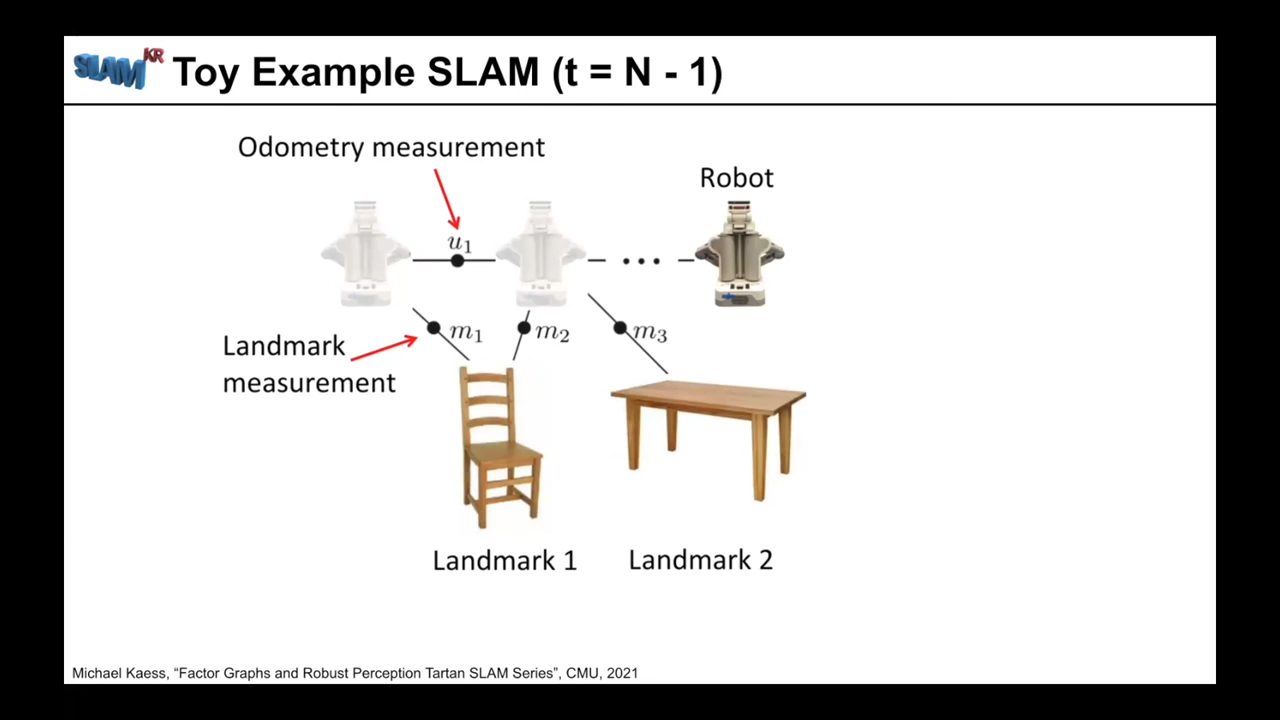 SLAM KR
Toy Example SLAM (t = N - 1)
Odometry measurement
Robot
u₁
...
m₁
m₂
m₃
Landmark
measurement
Landmark 1
Landmark 2
Michael Kaess, “Factor Graphs and Robust Perception Tartan SLAM Series”, CMU, 2021